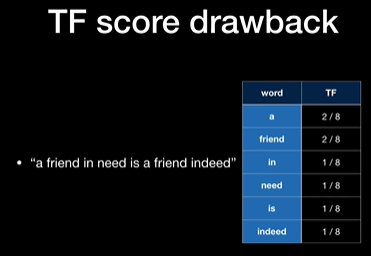 TF score drawback
word TF
a 2 / 8
friend 2 / 8
• “a friend in need is a friend indeed”
in 1 / 8
need 1 / 8
is 1 / 8
indeed 1 / 8